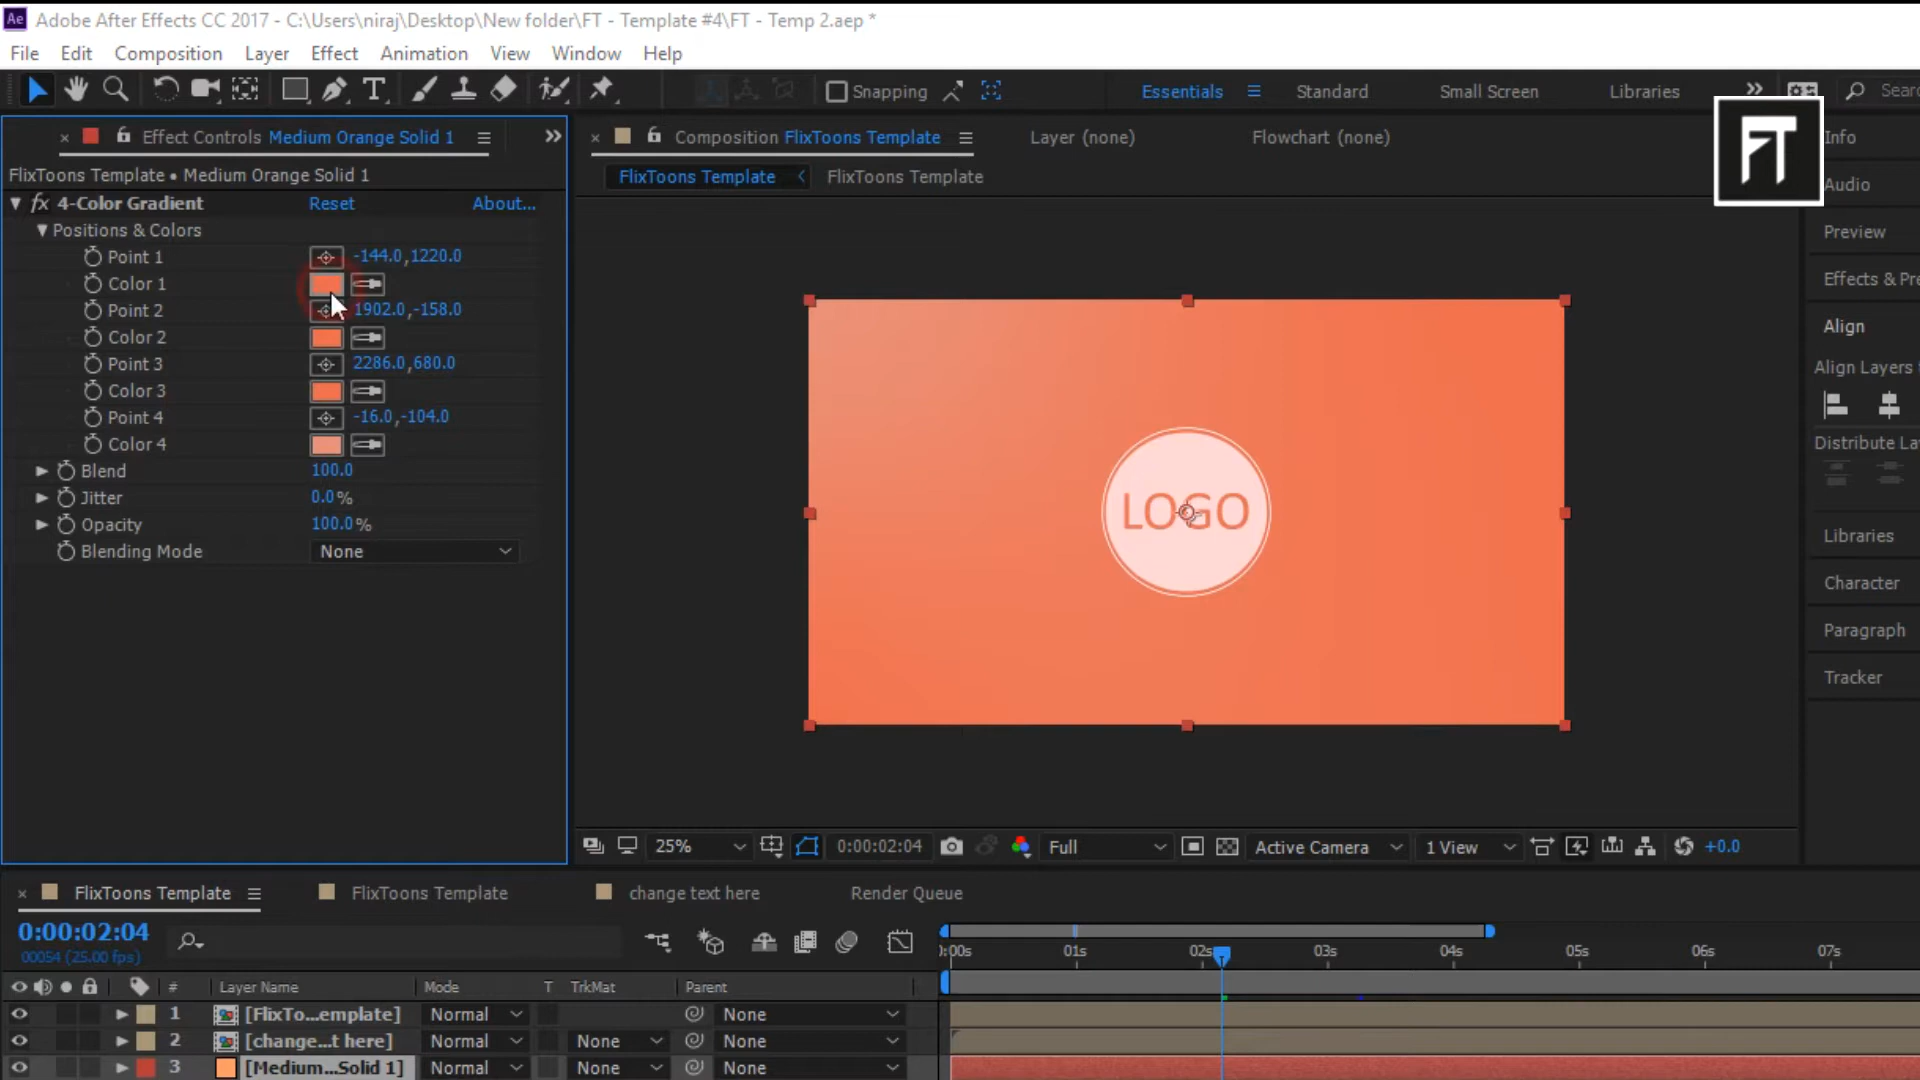 Ae Adobe After Effects CC 2017 - C:\Users\niraj\Desktop\New folder\FT - Template #4\FT - Temp 2.aep *
File Edit Composition Layer Effect Animation View Window Help
T Snapping Essentials Standard Small Screen Libraries Searc
FT
Effect Controls Medium Orange Solid 1
FlixToons Template • Medium Orange Solid 1
fx 4-Color Gradient Reset About...
Positions & Colors
Point 1 -144.0,1220.0
Color 1
Point 2 1902.0,-158.0
Color 2
Point 3 2286.0,680.0
Color 3
Point 4 -16.0,-104.0
Color 4
Blend 100.0
Jitter 0.0%
Opacity 100.0%
Blending Mode None
Composition FlixToons Template Layer (none) Flowchart (none)
FlixToons Template FlixToons Template
LOGO
25% 0:00:02:04 Full Active Camera 1 View +0.0
Info
Audio
Preview
Effects & Pre
Align
Align Layers t
Distribute La
Libraries
Character
Paragraph
Tracker
FlixToons Template FlixToons Template change text here Render Queue
0:00:02:04
00054 (25.00 fps)
):00s 01s 02s 03s 04s 05s 06s 07s
# Layer Name Mode T TrkMat Parent
1 [FlixTo...emplate] Normal None
2 [change...t here] Normal None None
3 [Medium...Solid 1] Normal None None